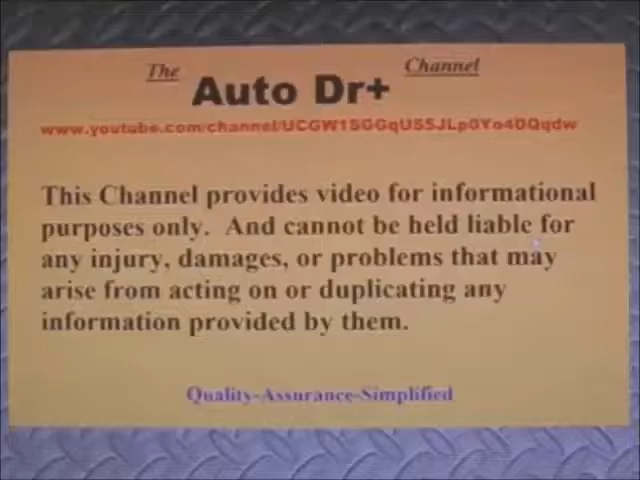 The Auto Dr+ Channel
www.youtube.com/channel/UCGW1SGGqUS5JLp0Yo4DQqdw
This Channel provides video for informational
purposes only. And cannot be held liable for
any injury, damages, or problems that may
arise from acting on or duplicating any
information provided by them.
Quality-Assurance-Simplified